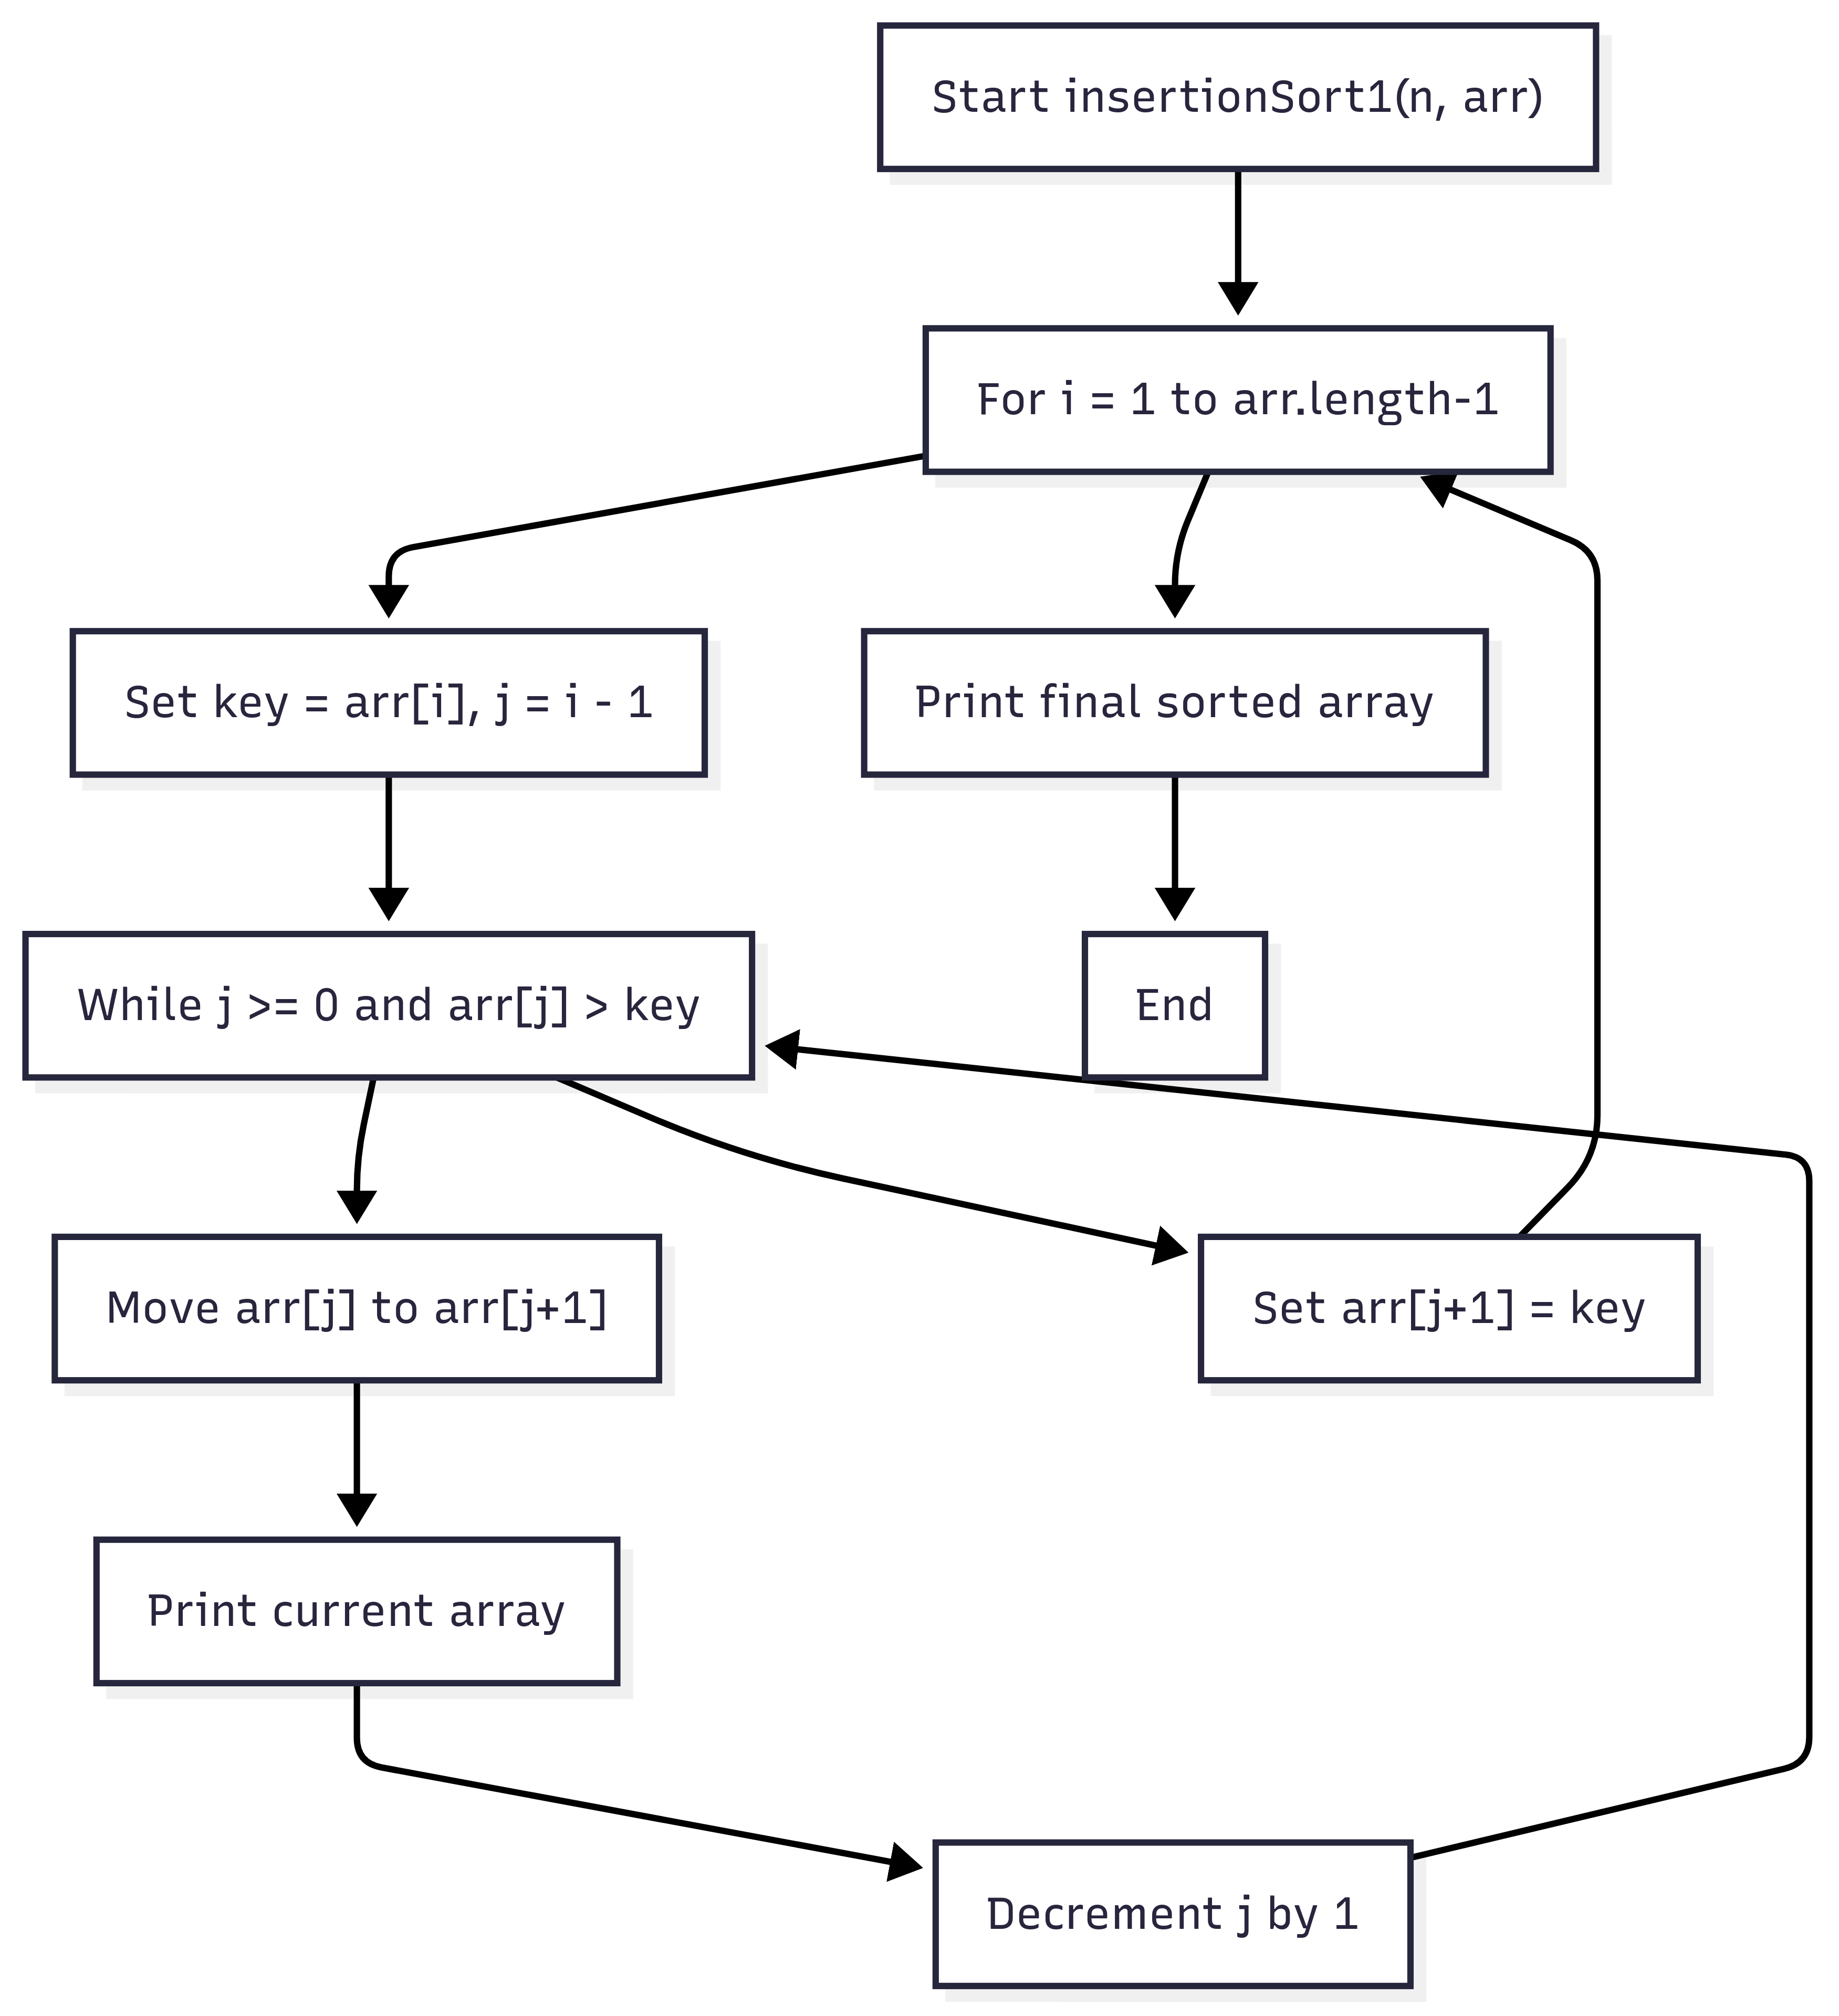 Start insertionSort1(n, arr)
For i = 1 to arr.length-1
Set key = arr[i], j = i - 1
Print final sorted array
While j >= 0 and arr[j] > key
End
Move arr[j] to arr[j+1]
Set arr[j+1] = key
Print current array
Decrement j by 1